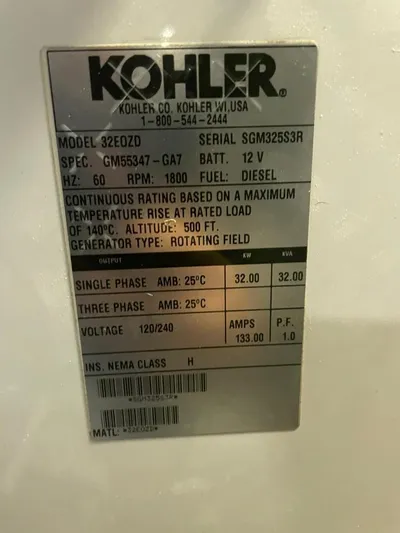 KOHLER®
KOHLER CO. KOHLER WI,USA
1-800-544-2444
MODEL 32EOZD SERIAL SGM325S3R
SPEC. GM55347-GA7 BATT. 12 V
HZ: 60 RPM: 1800 FUEL: DIESEL
CONTINUOUS RATING BASED ON A MAXIMUM
TEMPERATURE RISE AT RATED LOAD
OF 140°C. ALTITUDE: 500 FT.
GENERATOR TYPE: ROTATING FIELD
OUTPUT KW KVA
SINGLE PHASE AMB: 25°C 32.00 32.00
THREE PHASE AMB: 25°C
VOLTAGE 120/240 AMPS P.F.
133.00 1.0
INS. NEMA CLASS H
*SGM325S3R*
MATL: *32EOZD*